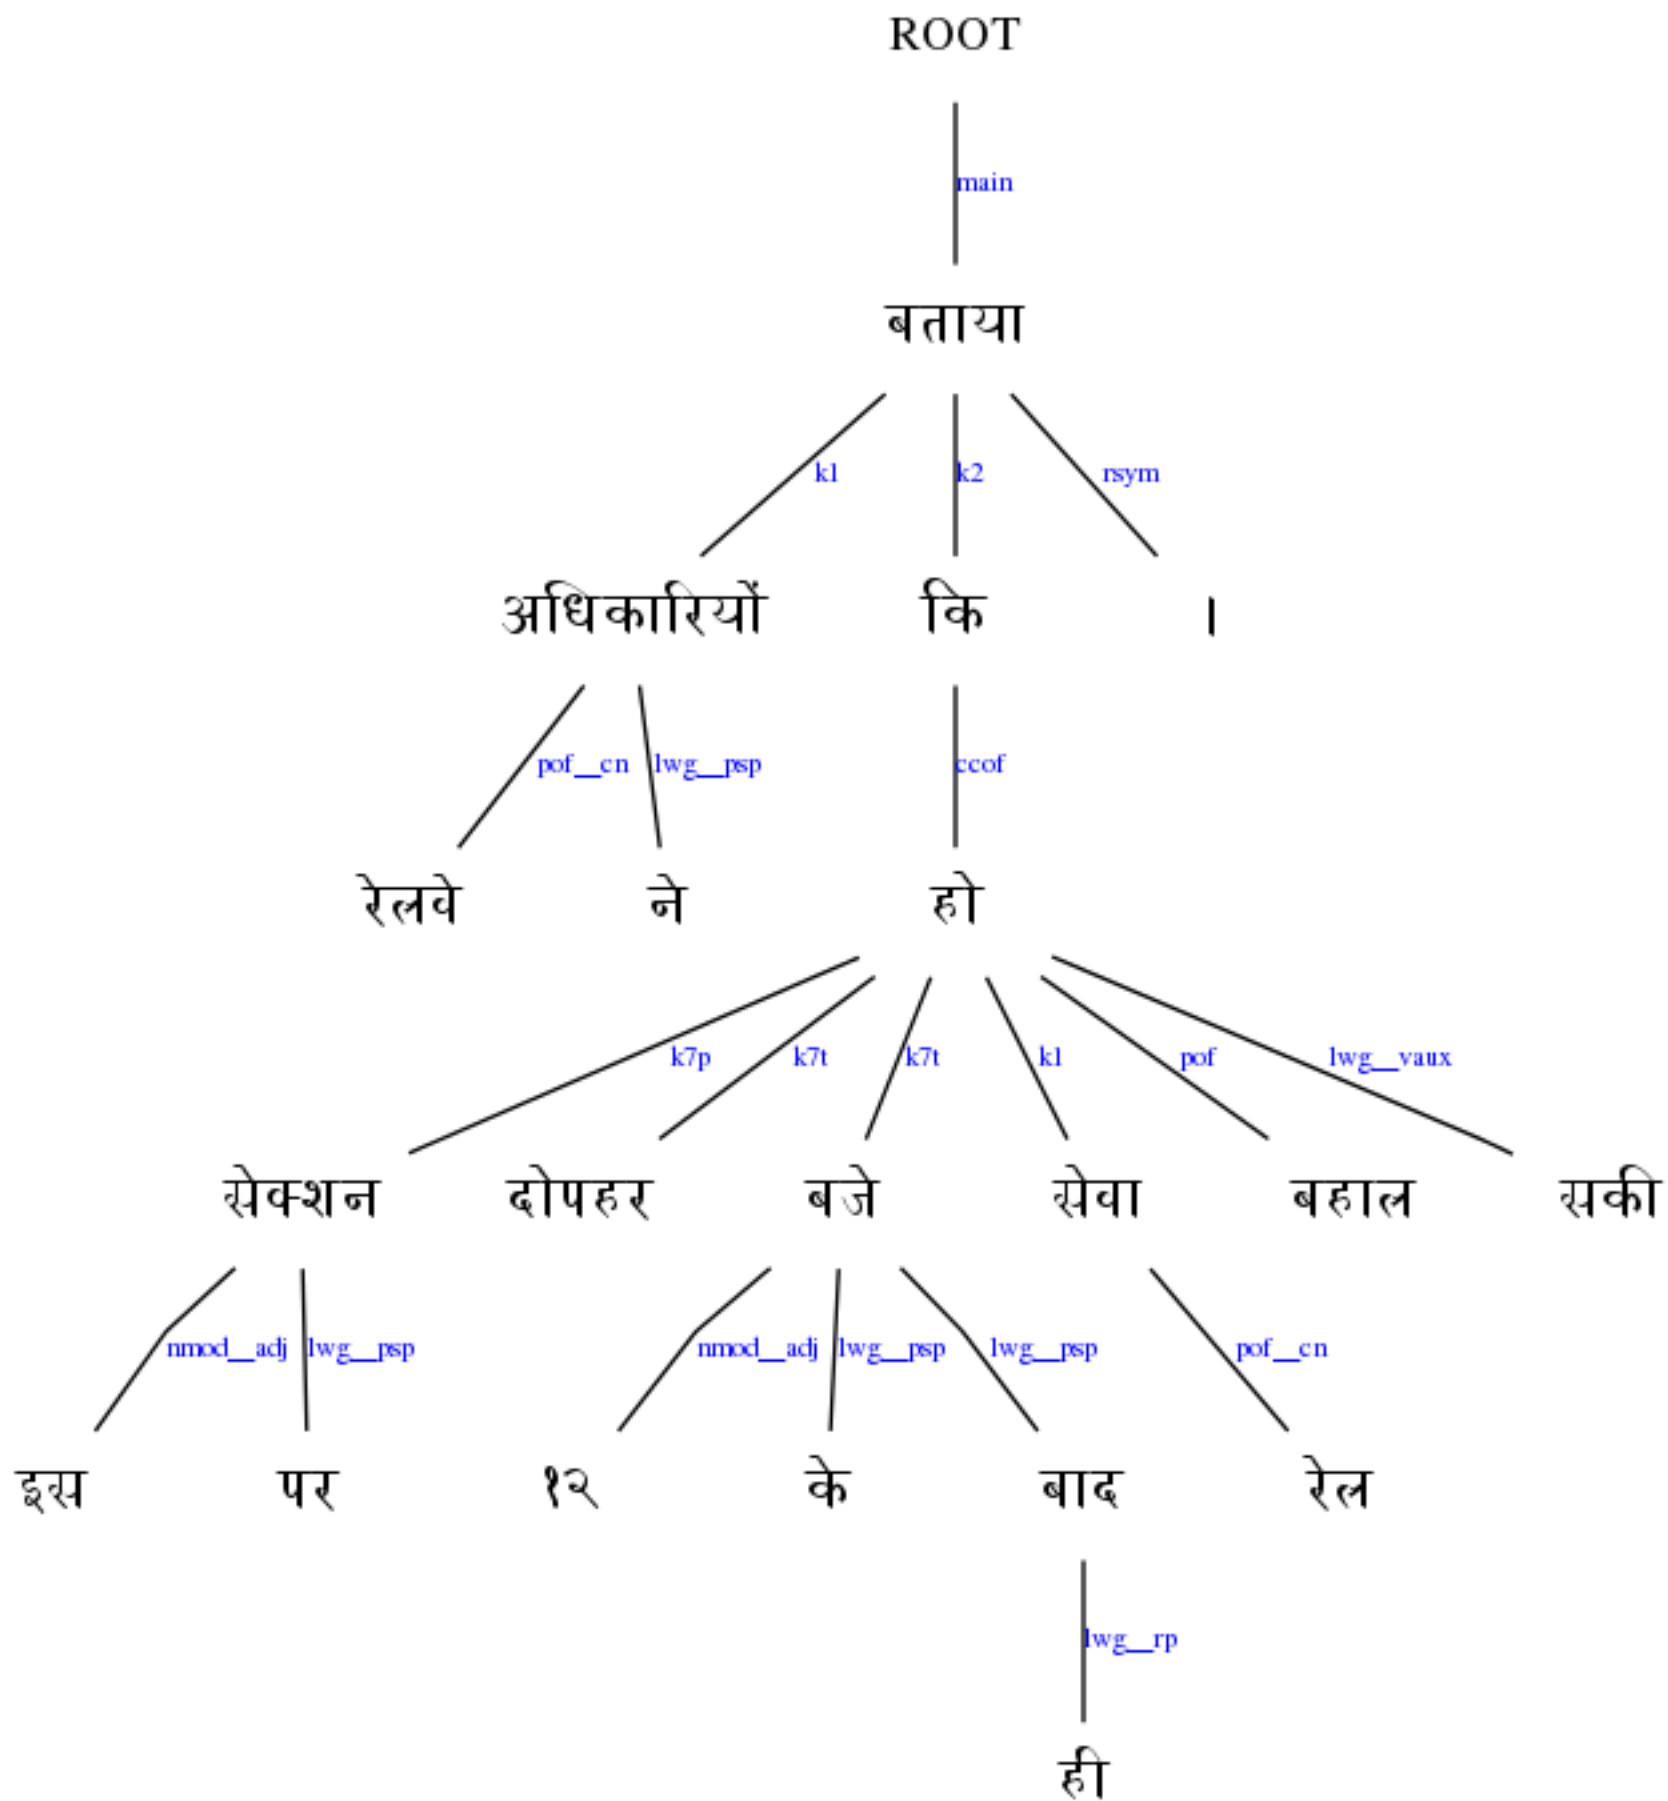 ROOT
main
बताया
k1 k2 rsym
अधिकारियों कि ।
pof__cn lwg__psp ccof
रेलवे ने हो
k7p k7t k7t k1 pof lwg__vaux
सेक्शन दोपहर बजे सेवा बहाल सकी
nmod__adj lwg__psp nmod__adj lwg__psp lwg__psp pof__cn
इस पर १२ के बाद रेल
lwg__rp
ही